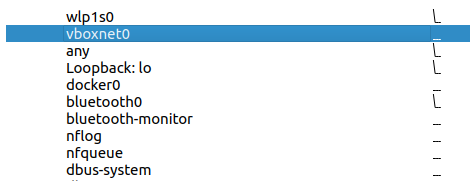 wlp1s0
vboxnet0
any
Loopback: lo
docker0
bluetooth0
bluetooth-monitor
nflog
nfqueue
dbus-system